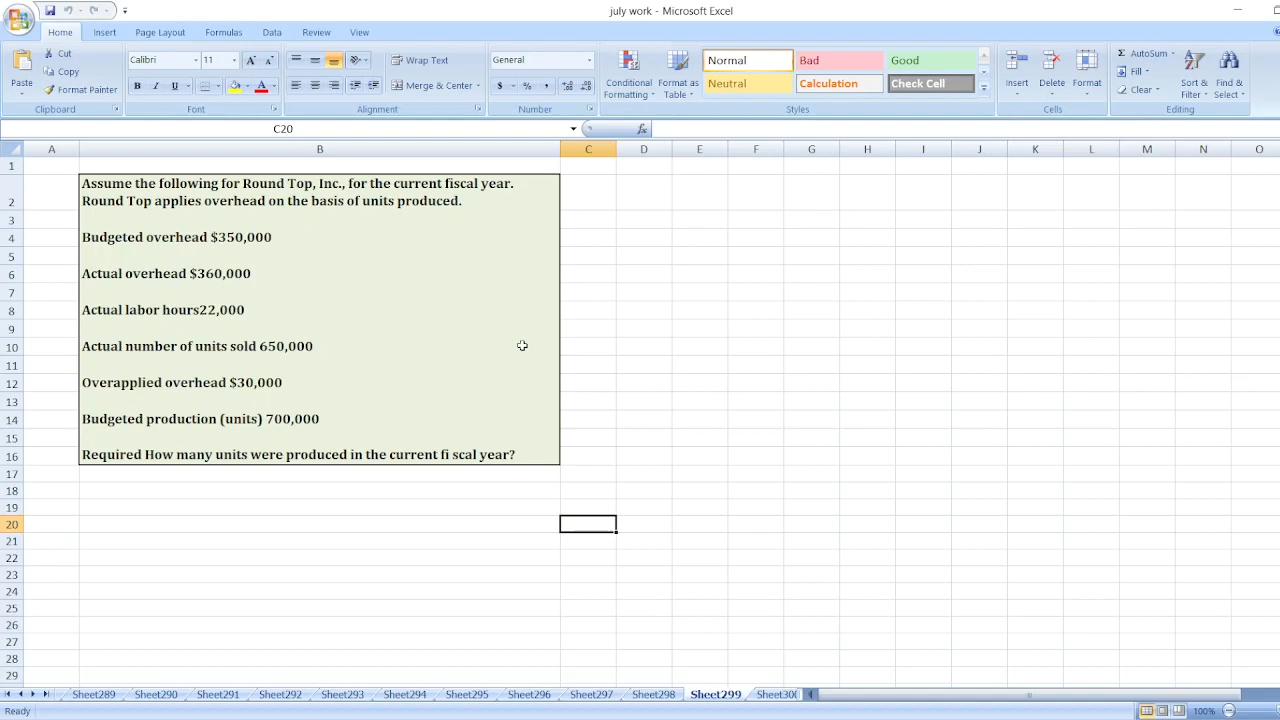 july work - Microsoft Excel
Home Insert Page Layout Formulas Data Review View
Paste
Cut
Copy
Format Painter
Clipboard
Calibri 11
B I U
Font
Wrap Text
Merge & Center
Alignment
General
$ % ,
Number
Conditional Formatting
Format as Table
Normal Bad Good
Neutral Calculation Check Cell
Styles
Insert Delete Format
Cells
Σ AutoSum
Fill
Clear
Sort & Filter
Find & Select
Editing
C20 fx
A B C D E F G H I J K L M N O
1
2
3
4
5
6
7
8
9
10
11
12
13
14
15
16
17
18
19
20
21
22
23
24
25
26
27
28
29
Assume the following for Round Top, Inc., for the current fiscal year.
Round Top applies overhead on the basis of units produced.
Budgeted overhead $350,000
Actual overhead $360,000
Actual labor hours22,000
Actual number of units sold 650,000
Overapplied overhead $30,000
Budgeted production (units) 700,000
Required How many units were produced in the current fi scal year?
Sheet289 Sheet290 Sheet291 Sheet292 Sheet293 Sheet294 Sheet295 Sheet296 Sheet297 Sheet298 Sheet299 Sheet300
Ready 100%